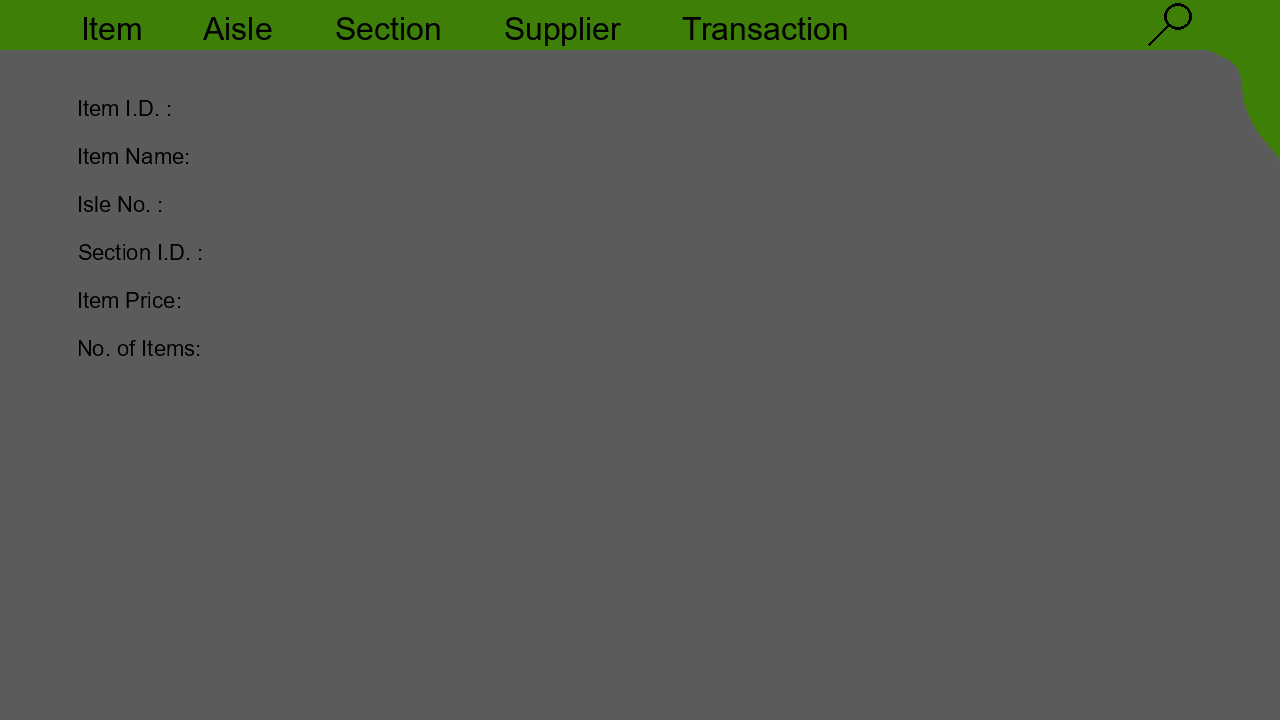 Item Aisle Section Supplier Transaction
Item I.D. :
Item Name:
Isle No. :
Section I.D. :
Item Price:
No. of Items: